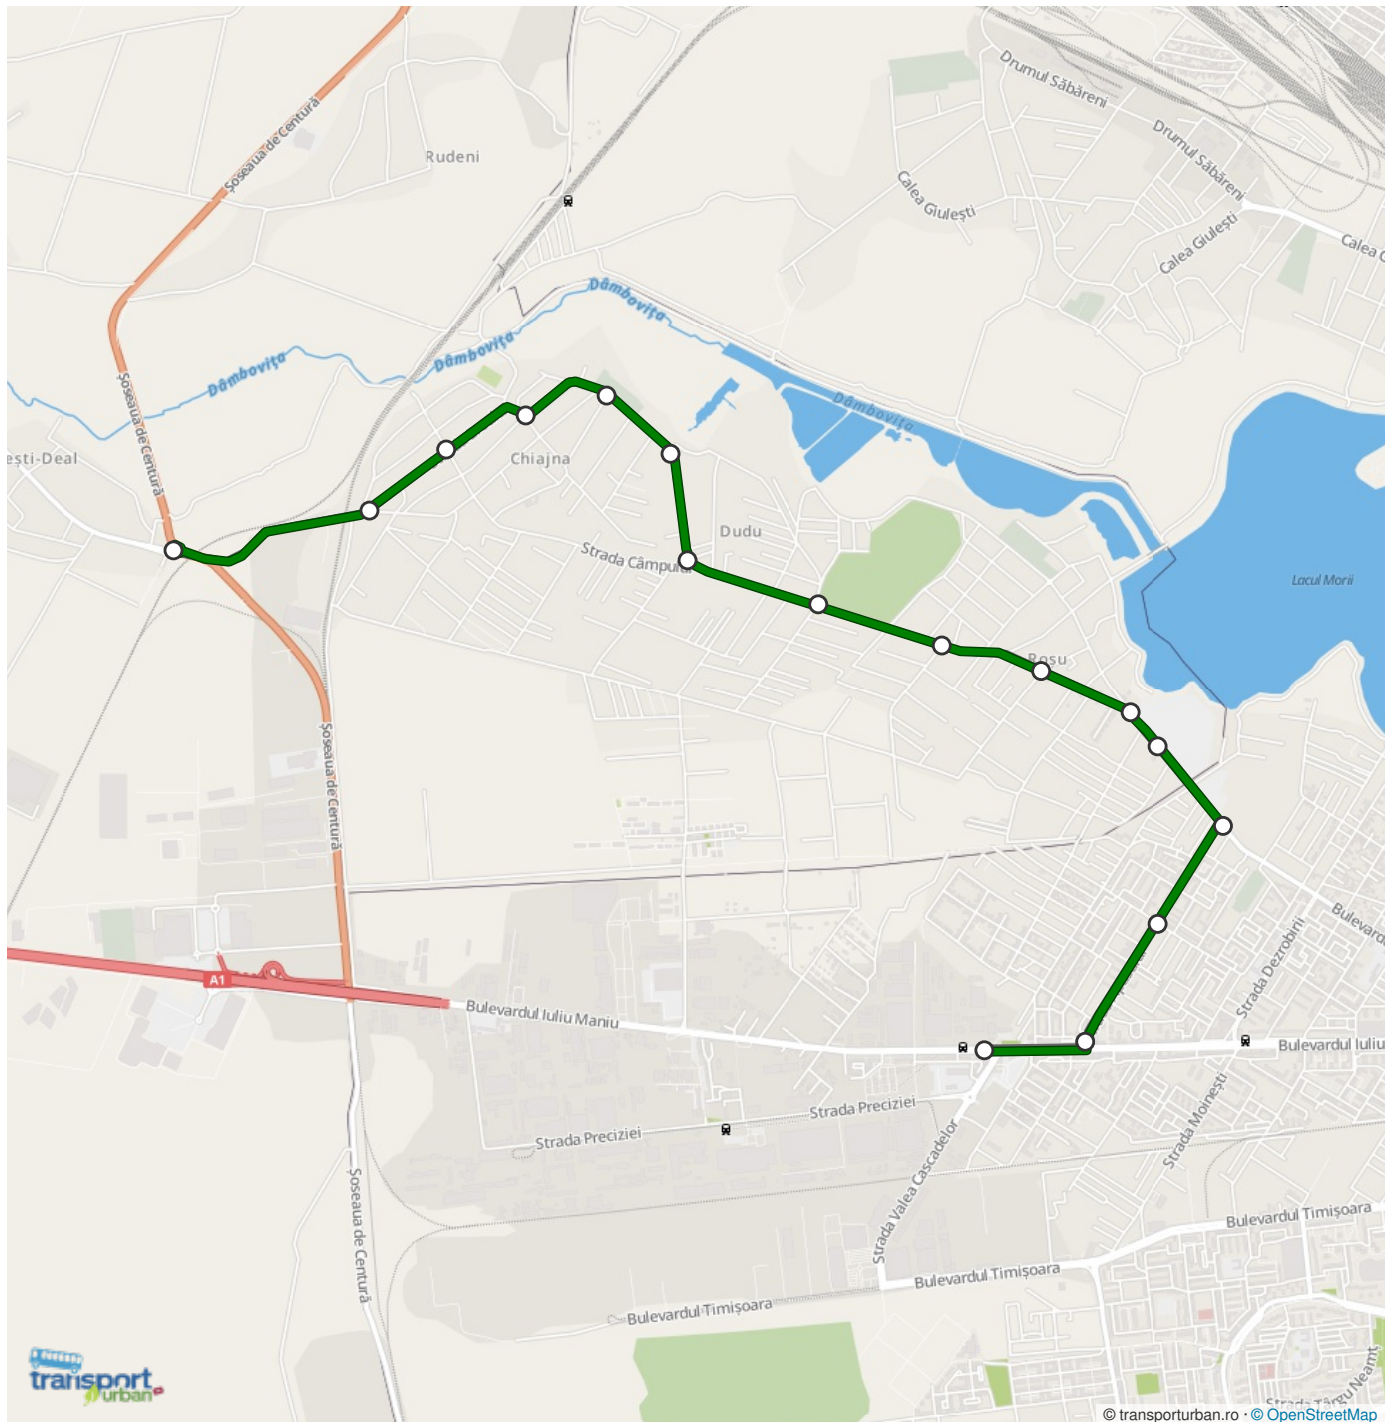 Drumul Săbăreni
Șoseaua de Centură
Drumul Săbăreni
Rudeni
Calea Giulești
Calea Giulești
Calea G
Dâmbovița
Dâmbovița
Dâmbovița
Șoseaua de Centură
Dâmbovița
ești-Deal
Chiajna
Dudu
Strada Câmpului
Lacul Morii
Roșu
Șoseaua de Centură
Bulevardu
Strada Dezrobirii
A1
Bulevardul Iuliu Maniu
Bulevardul Iuliu
Strada Preciziei
Strada Preciziei
Strada Moinești
Strada Valea Cascadelor
Șoseaua de Centură
Bulevardul Timișoara
Bulevardul Timișoara
Bulevardul Timișoara
Strada Târgu Neamț
transport
urban
© transporturban.ro · © OpenStreetMap